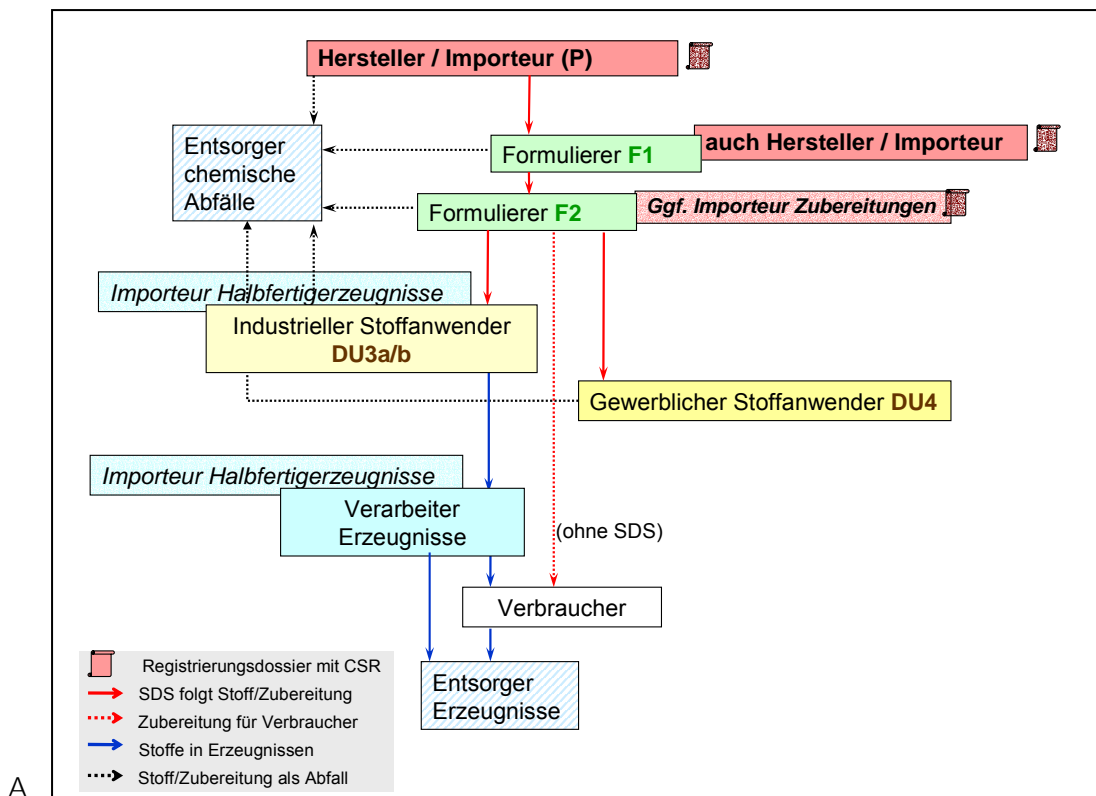 Hersteller / Importeur (P)
Entsorger
chemische
Abfälle
auch Hersteller / Importeur
Formulierer F1
Ggf. Importeur Zubereitungen
Formulierer F2
Importeur Halbfertigerzeugnisse
Industrieller Stoffanwender
DU3a/b
Gewerblicher Stoffanwender DU4
Importeur Halbfertigerzeugnisse
Verarbeiter
Erzeugnisse
(ohne SDS)
Verbraucher
Entsorger
Erzeugnisse
Registrierungsdossier mit CSR
SDS folgt Stoff/Zubereitung
Zubereitung für Verbraucher
Stoffe in Erzeugnissen
Stoff/Zubereitung als Abfall
A